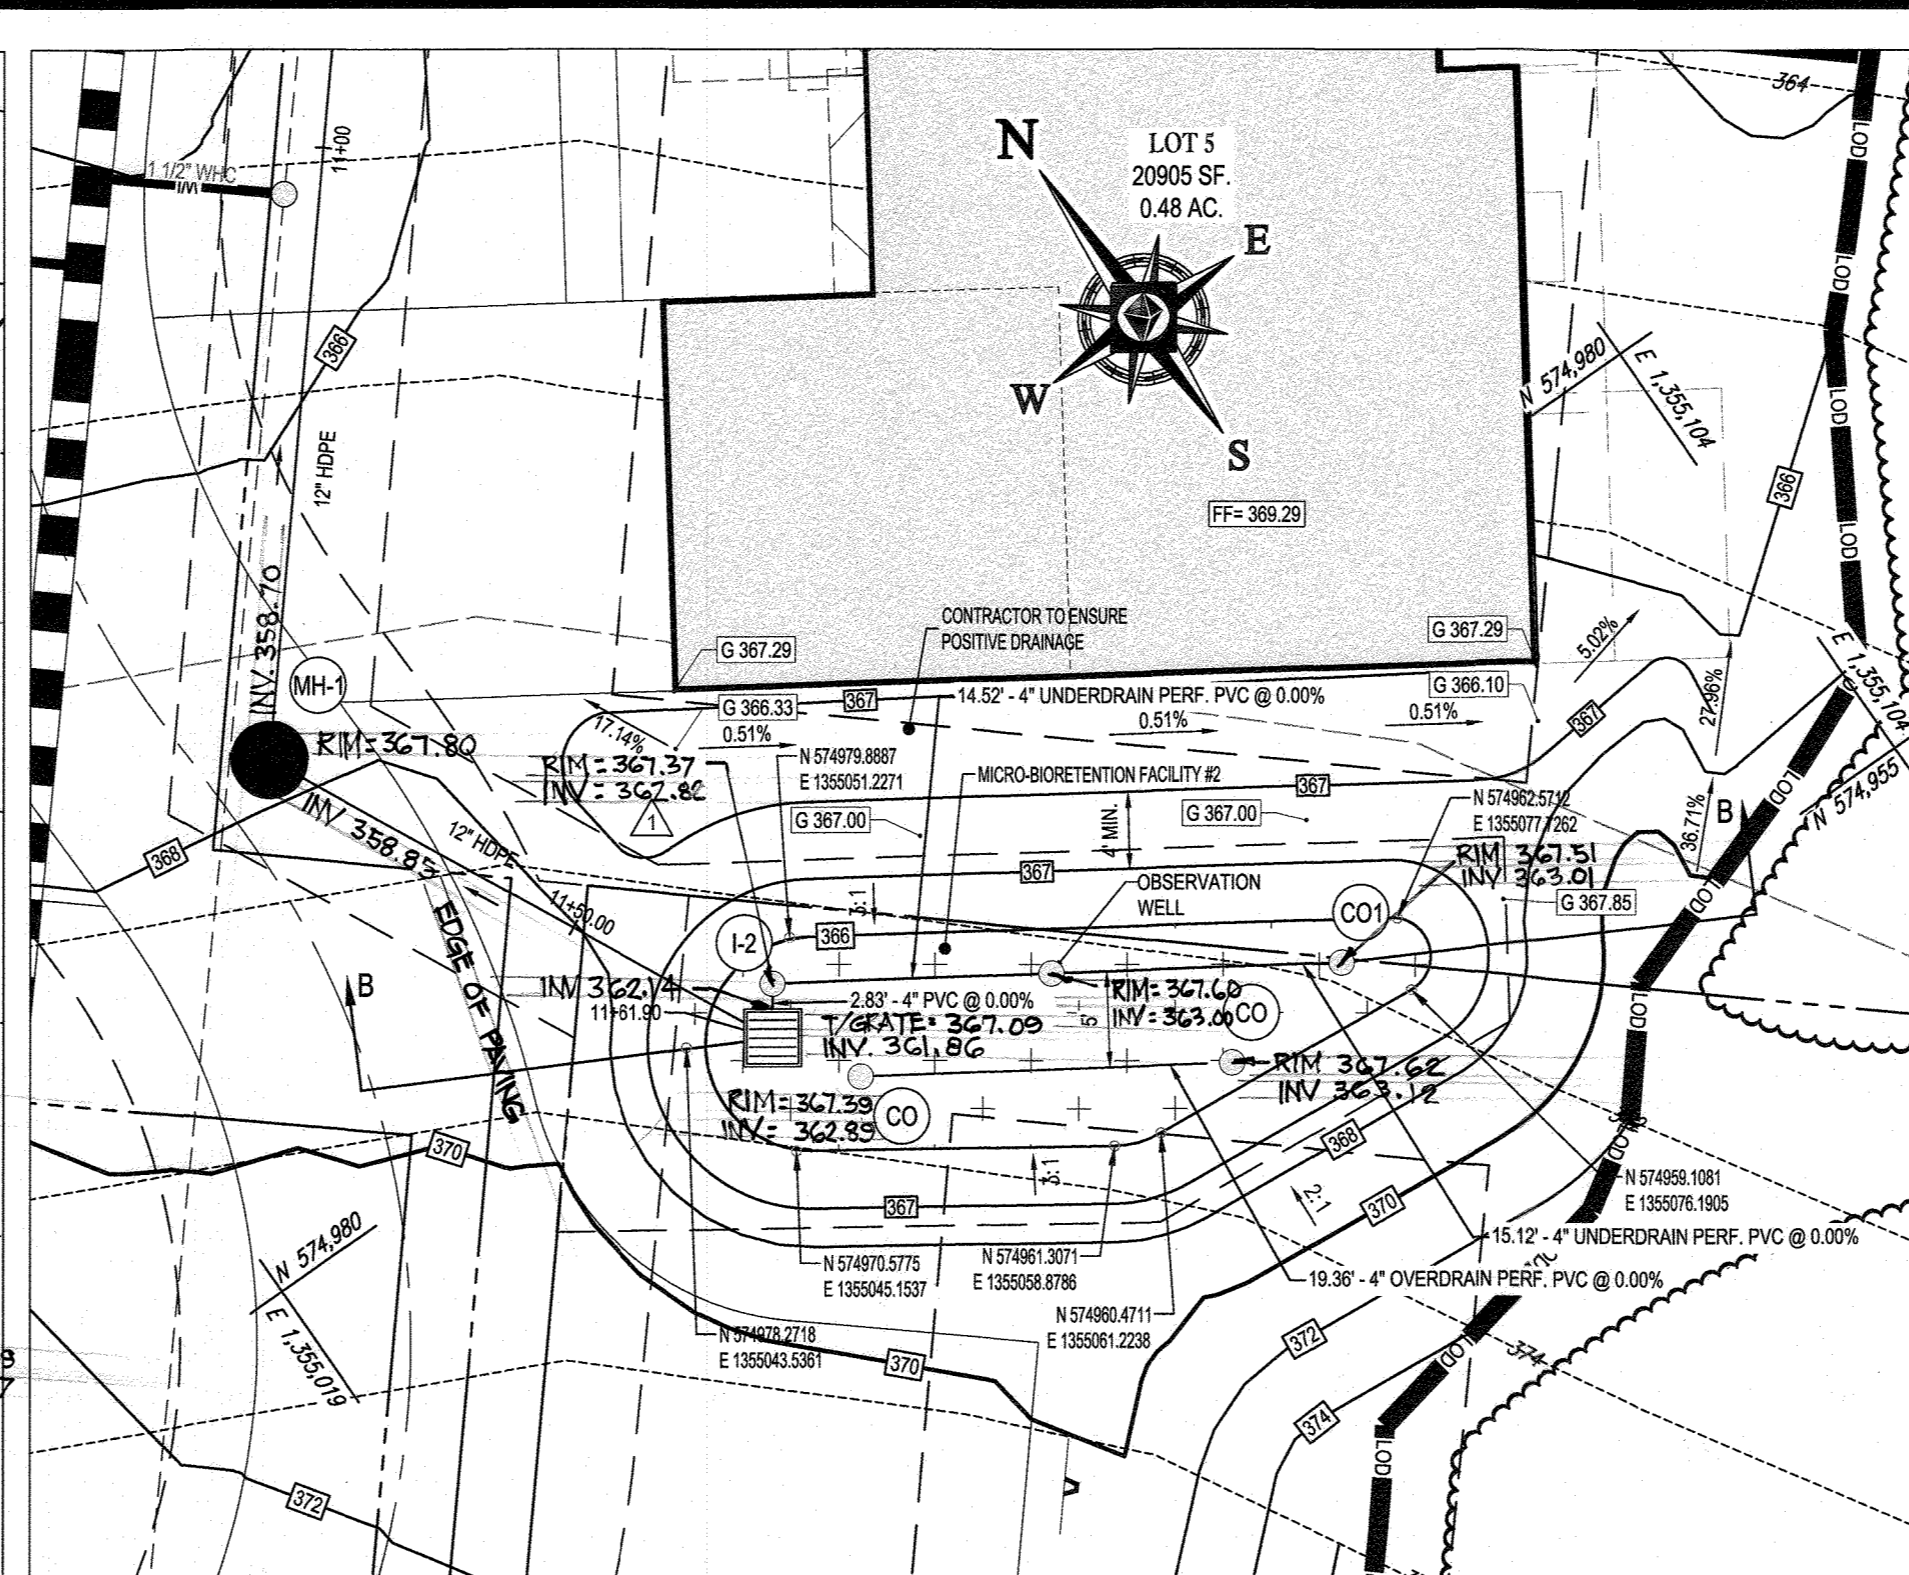 364
N
LOT 5
20905 SF.
0.48 AC.
E
W
S
FF= 369.29
1 1/2" WHC
11+00
366
12" HDPE
LOD
LOD
LOD
LOD
N 574,980
E 1,355,104
366
CONTRACTOR TO ENSURE
POSITIVE DRAINAGE
G 367.29
G 367.29
5.02%
INV. 358.70
MH-1
RIM=367.80
G 366.33
367
14.52' - 4" UNDERDRAIN PERF. PVC @ 0.00%
G 366.10
17.14%
0.51%
0.51%
0.51%
367
27.96%
E 1,355,104
N 574,955
RIM=367.37
INV=362.82
1
N 574979.8887
E 1355051.2271
MICRO-BIORETENTION FACILITY #2
367
N 574962.5712
E 1355077.7262
G 367.00
G 367.00
4' MIN.
36.71%
B
LOD
LOD
INV 358.85
12" HDPE
368
367
RIM 367.51
INV 363.01
OBSERVATION
WELL
G 367.85
EDGE OF PAVING
11+50.00
3:1
I-2
366
CO1
B
INV 362.14
11+61.90
2.83' - 4" PVC @ 0.00%
T/GRATE= 367.09
INV. 361.86
5'
RIM=367.60
INV=363.00
CO
LOD
RIM 367.62
INV 363.12
RIM=367.39
INV= 362.89
CO
370
368
LOD
3:1
2:1
367
370
N 574959.1081
E 1355076.1905
15.12' - 4" UNDERDRAIN PERF. PVC @ 0.00%
19.36' - 4" OVERDRAIN PERF. PVC @ 0.00%
N 574,980
E 1,355,019
N 574970.5775
E 1355045.1537
N 574961.3071
E 1355058.8786
N 574960.4711
E 1355061.2238
N 574978.2718
E 1355043.5361
370
372
374
LOD
374
372
LOD